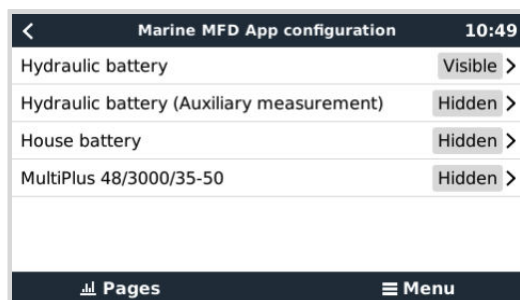 Marine MFD App configuration 10:49
Hydraulic battery Visible
Hydraulic battery (Auxiliary measurement) Hidden
House battery Hidden
MultiPlus 48/3000/35-50 Hidden
Pages Menu